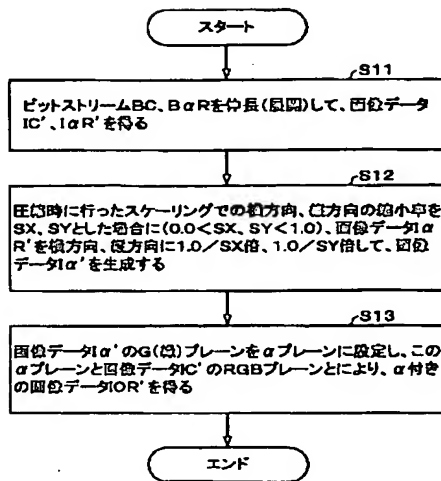 スタート
S11
ビットストリームBC、BαRを伸長(展開)して、画像データ
IC'、IαR'を得る
S12
圧縮時に行ったスケーリングでの横方向、縦方向の縮小率を
SX、SYとした場合に(0.0<SX、SY<1.0)、画像データIα
R'を横方向、縦方向に1.0/SX倍、1.0/SY倍して、画像
データIα'を生成する
S13
画像データIα'のG(緑)プレーンをαプレーンに設定し、この
αプレーンと画像データIC'のRGBプレーンとにより、α付き
の画像データIOR'を得る
エンド